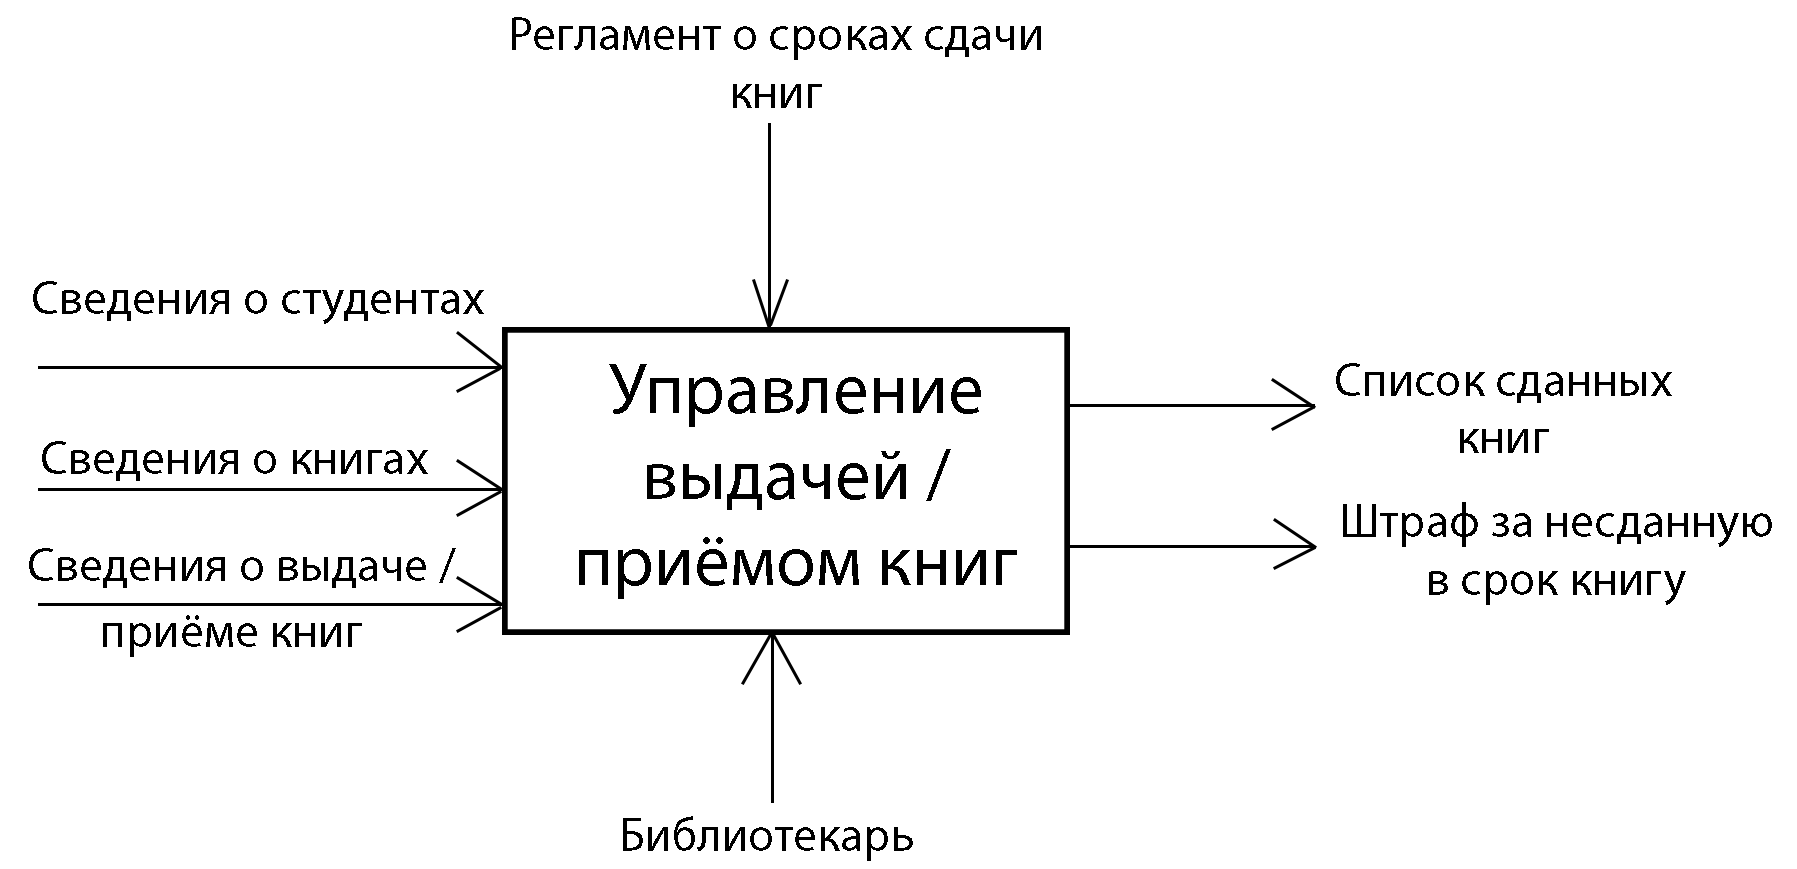 Регламент о сроках сдачи
книг
Сведения о студентах
Сведения о книгах
Сведения о выдаче /
приёме книг
Управление
выдачей /
приёмом книг
Список сданных
книг
Штраф за несданную
в срок книгу
Библиотекарь